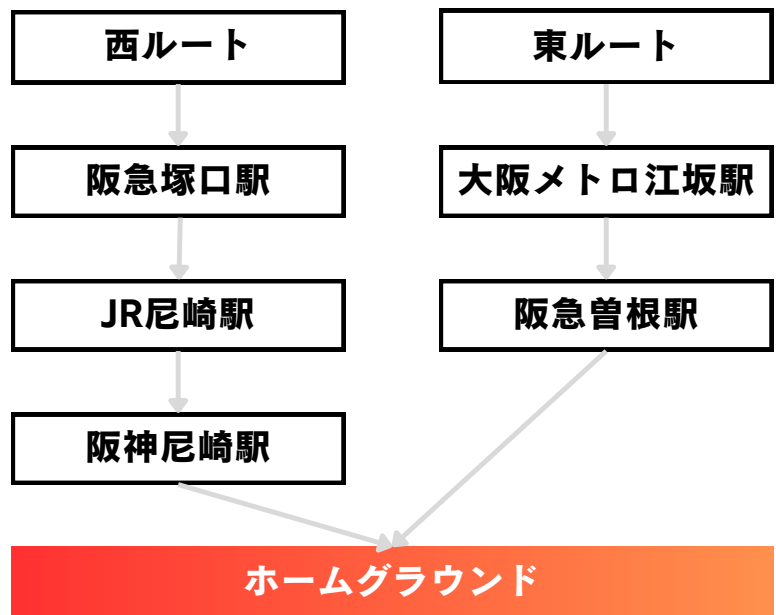 西ルート
東ルート
阪急塚口駅
大阪メトロ江坂駅
JR尼崎駅
阪急曽根駅
阪神尼崎駅
ホームグラウンド